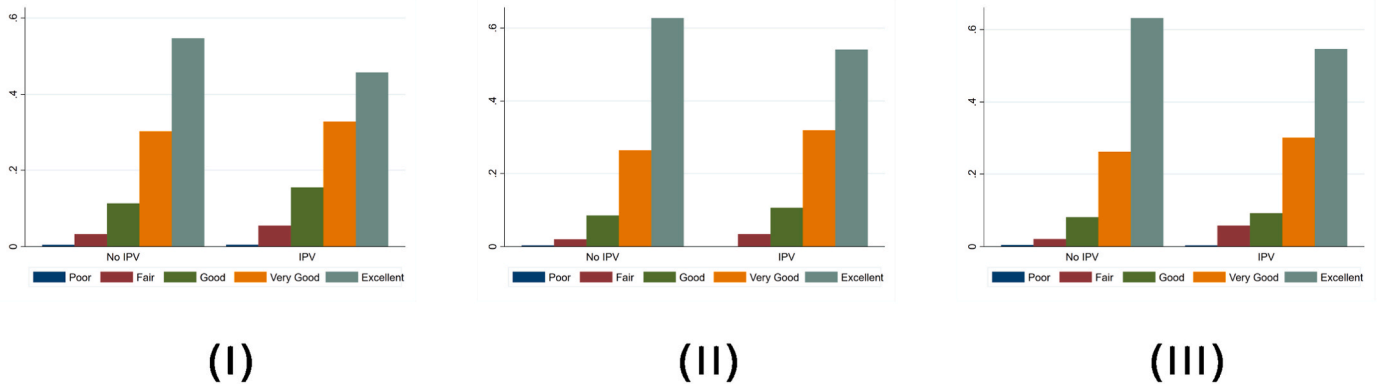 .6
.4
.2
0
No IPV IPV
Poor Fair Good Very Good Excellent
(I)
.6
.4
.2
0
No IPV IPV
Poor Fair Good Very Good Excellent
(II)
.6
.4
.2
0
No IPV IPV
Poor Fair Good Very Good Excellent
(III)